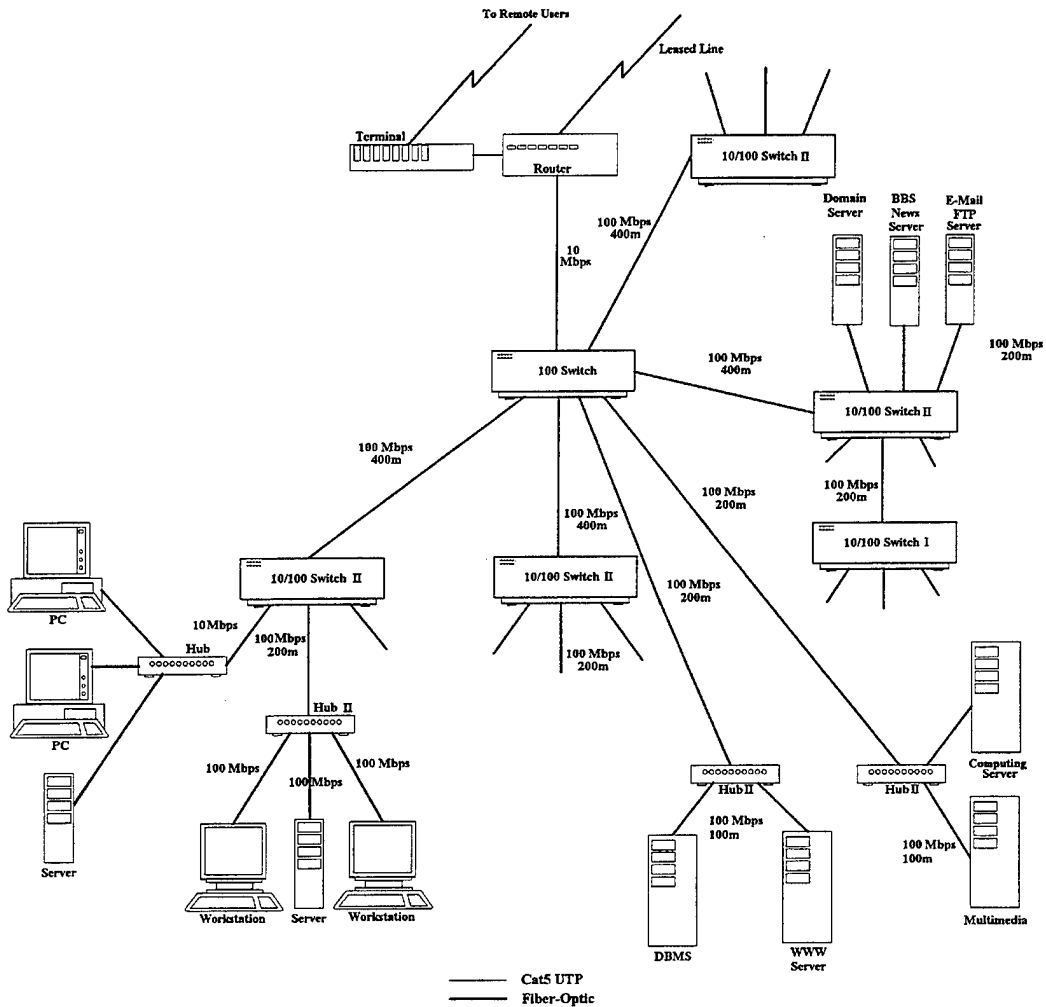 To Remote Users
Leased Line
Terminal
Router
10/100 Switch II
100 Mbps
400m
10
Mbps
Domain
Server
BBS
News
Server
E-Mail
FTP
Server
100 Mbps
200m
100 Switch
100 Mbps
400m
10/100 Switch II
100 Mbps
400m
100 Mbps
200m
100 Mbps
200m
100 Mbps
400m
10/100 Switch I
10/100 Switch II
10/100 Switch II
100 Mbps
200m
PC
10Mbps
Hub
100Mbps
200m
100 Mbps
200m
PC
Hub II
100 Mbps
100 Mbps
100 Mbps
Hub II
Hub II
Computing
Server
100 Mbps
100m
100 Mbps
100m
Server
Workstation
Server
Workstation
Multimedia
DBMS
WWW
Server
Cat5 UTP
Fiber-Optic